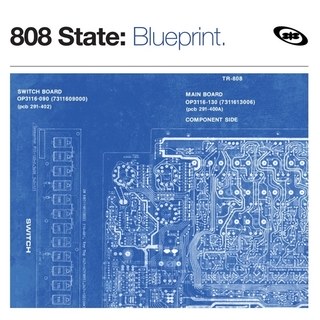 808 State: Blueprint.
TR-808
SWITCH BOARD
OP3116-090 (7311609000)
(pcb 291-402)
MAIN BOARD
OP3116-130 (7311613006)
(pcb 291-400A)
COMPONENT SIDE
SWITCH